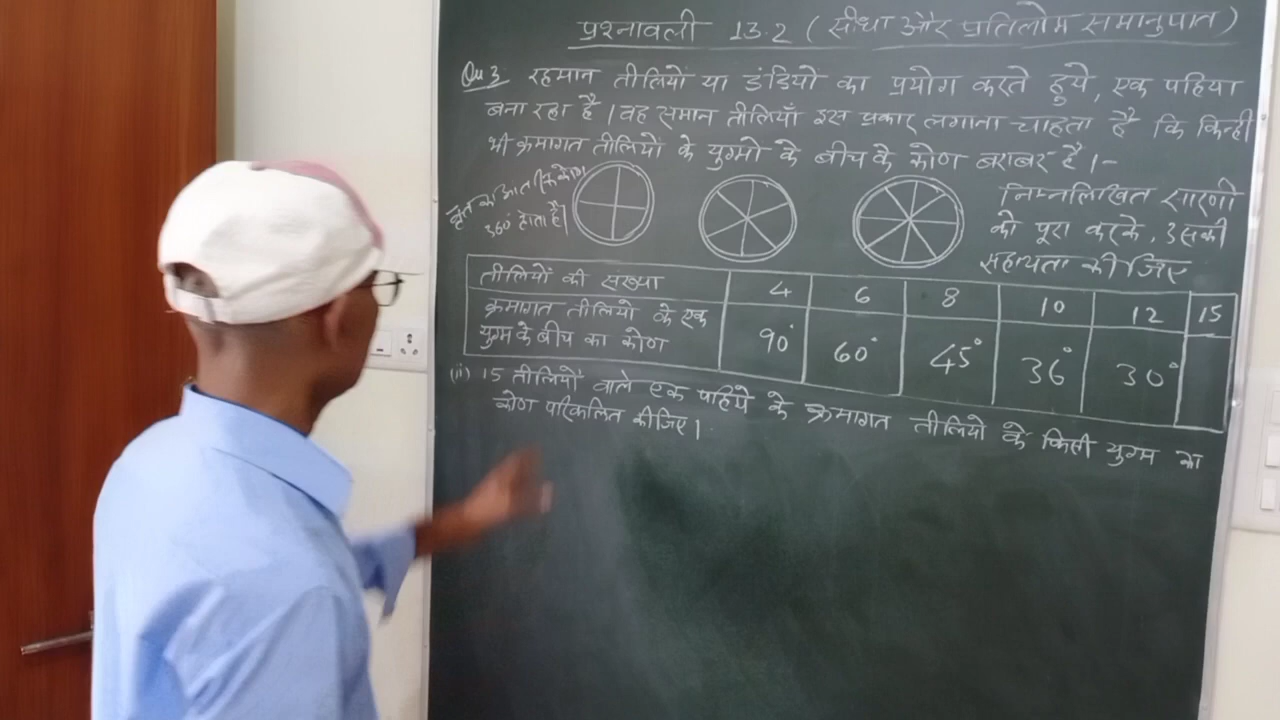 प्रश्नावली 13.2 (सीधा और प्रतिलोम समानुपात)
Qu 3 रहमान तीलियों या डंडियों का प्रयोग करते हुये, एक पहिया
बना रहा है। वह समान तीलियाँ इस प्रकार लगाना चाहता है कि किन्ही
भी क्रमागत तीलियों के युग्मो के बीच के कोण बराबर है।-
वृत का आतरिक कोण
360° होता है।
निम्नलिखित सारणी
को पूरा करके, उसकी
सहायता कीजिए
तीलियों की संख्या 4 6 8 10 12 15
क्रमागत तीलियो के एक
युग्म के बीच का कोण 90° 60° 45° 36° 30°
(ii) 15 तीलियों वाले एक पहिये के क्रमागत तीलियो के किसी युग्म का
कोण परिकलित कीजिए।